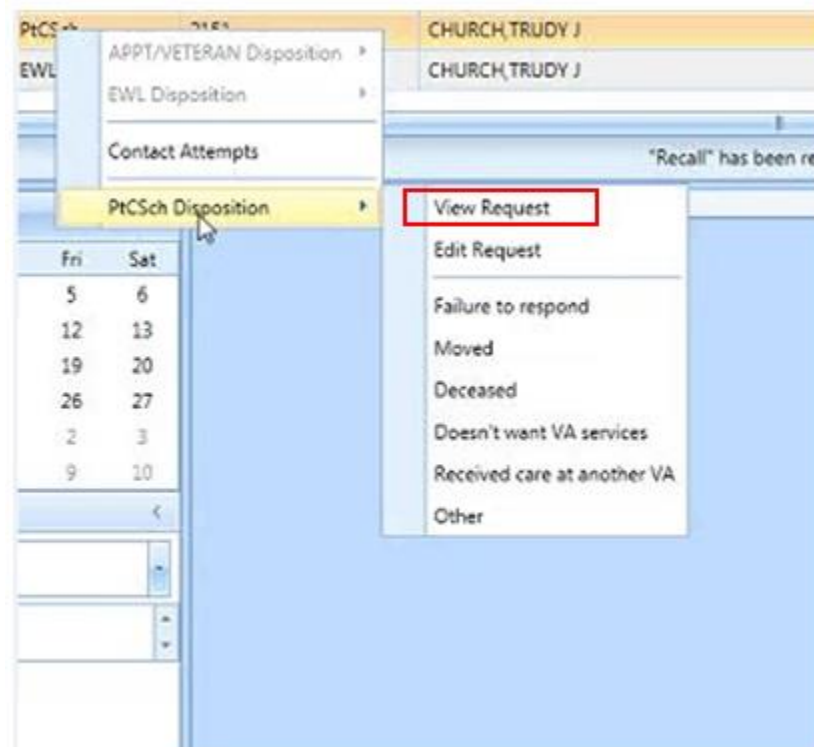 CHURCH,TRUDY J
EWL CHURCH,TRUDY J
APPT/VETERAN Disposition
EWL Disposition
Contact Attempts
"Recall" has been re
PtCSch Disposition
View Request
Edit Request
Failure to respond
Moved
Deceased
Doesn't want VA services
Received care at another VA
Other
Fri Sat
5 6
12 13
19 20
26 27
2 3
9 10